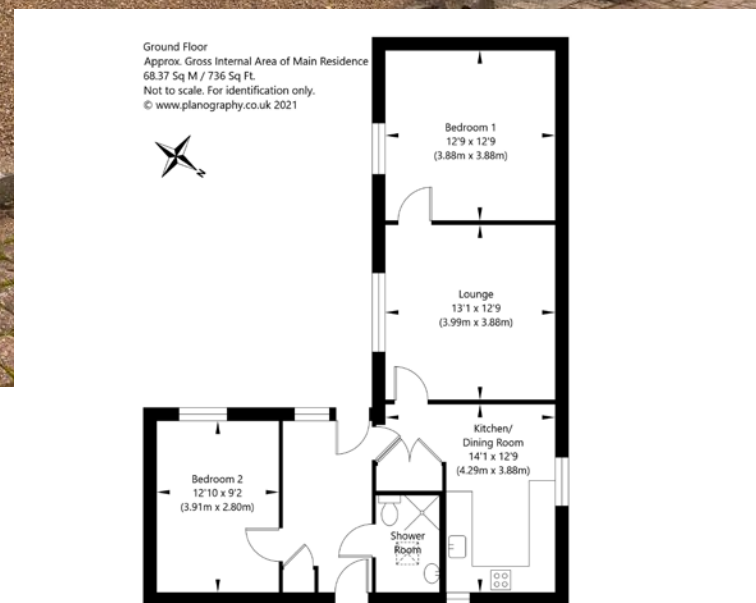 Ground Floor
Approx. Gross Internal Area of Main Residence
68.37 Sq M / 736 Sq Ft.
Not to scale. For identification only.
© www.planography.co.uk 2021
N
Bedroom 1
12'9 x 12'9
(3.88m x 3.88m)
Lounge
13'1 x 12'9
(3.99m x 3.88m)
Kitchen/
Dining Room
14'1 x 12'9
(4.29m x 3.88m)
Bedroom 2
12'10 x 9'2
(3.91m x 2.80m)
Shower
Room